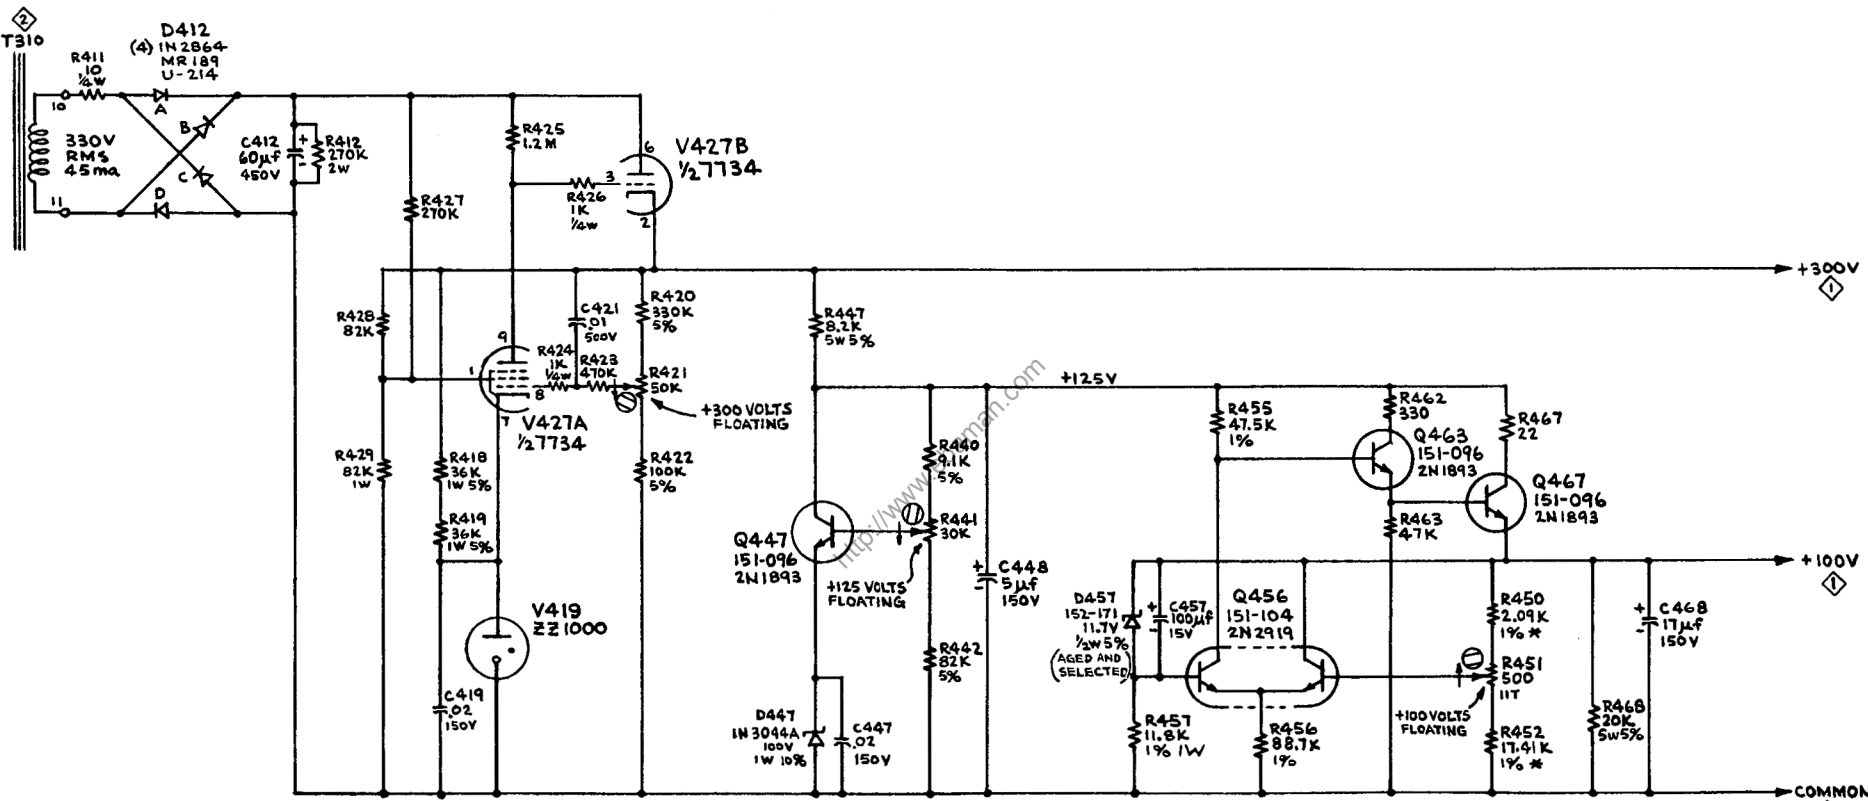 2
T310
R411
10
1/4W
D412
(4) 1N2864
MR189
U-214
10
11
330V
RMS
45ma
A
B
C
D
C412
60µf
450V
+
-
R412
270K
2W
R427
270K
R425
1.2M
R426
1K
1/4W
3
6
2
V427B
1/2 7734
+300V
1
R428
82K
R429
82K
1W
R418
36K
1W 5%
R419
36K
1W 5%
C419
.02
150V
9
1
8
7
V427A
1/2 7734
R424
1K
1/4W
R423
470K
C421
.01
500V
R420
330K
5%
R421
50K
+300 VOLTS
FLOATING
R422
100K
5%
V419
ZZ1000
R447
8.2K
5W 5%
Q447
151-096
2N1893
D447
1N3044A
100V
1W 10%
C447
.02
150V
R440
9.1K
5%
R441
30K
+125 VOLTS
FLOATING
R442
82K
5%
C448
5µf
150V
+
-
+125V
R455
47.5K
1%
R462
330
Q463
151-096
2N1893
R463
47K
R467
22
Q467
151-096
2N1893
+100V
1
D457
152-171
11.7V
1/2W 5%
(AGED AND
SELECTED)
C457
100µf
15V
+
-
Q456
151-104
2N2919
R457
11.8K
1% 1W
R456
88.7K
1%
R450
2.09K
1% *
R451
500
11T
+100 VOLTS
FLOATING
R452
17.41K
1% *
R468
20K
5W 5%
C468
17µf
150V
+
-
COMMON